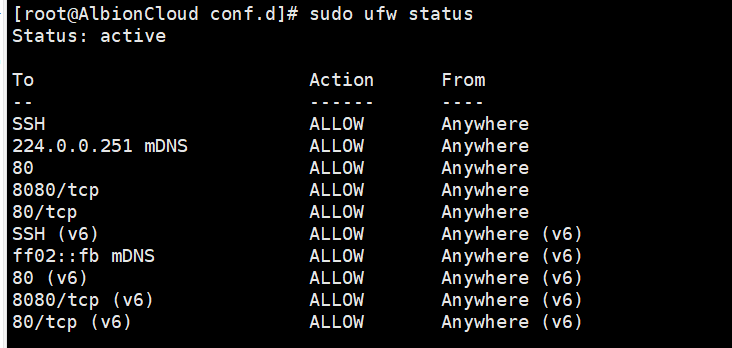 [root@AlbionCloud conf.d]# sudo ufw status
Status: active
To Action From
-- ------ ----
SSH ALLOW Anywhere
224.0.0.251 mDNS ALLOW Anywhere
80 ALLOW Anywhere
8080/tcp ALLOW Anywhere
80/tcp ALLOW Anywhere
SSH (v6) ALLOW Anywhere (v6)
ff02::fb mDNS ALLOW Anywhere (v6)
80 (v6) ALLOW Anywhere (v6)
8080/tcp (v6) ALLOW Anywhere (v6)
80/tcp (v6) ALLOW Anywhere (v6)